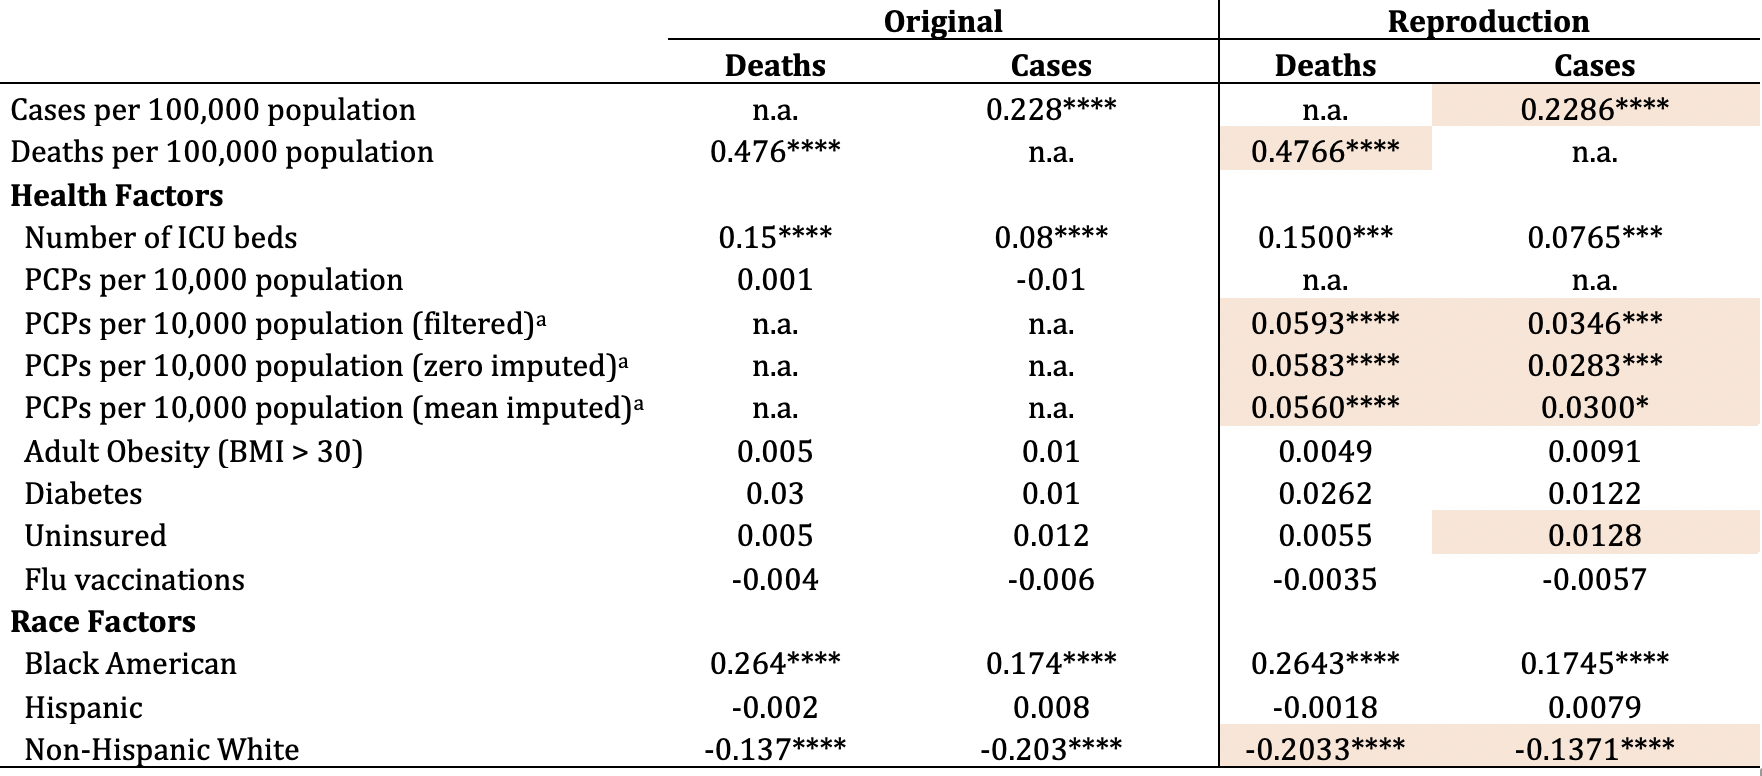 Original Reproduction
Deaths Cases Deaths Cases
Cases per 100,000 population n.a. 0.228**** n.a. 0.2286****
Deaths per 100,000 population 0.476**** n.a. 0.4766**** n.a.
Health Factors
Number of ICU beds 0.15**** 0.08**** 0.1500*** 0.0765***
PCPs per 10,000 population 0.001 -0.01 n.a. n.a.
PCPs per 10,000 population (filtered)ᵃ n.a. n.a. 0.0593**** 0.0346***
PCPs per 10,000 population (zero imputed)ᵃ n.a. n.a. 0.0583**** 0.0283***
PCPs per 10,000 population (mean imputed)ᵃ n.a. n.a. 0.0560**** 0.0300*
Adult Obesity (BMI > 30) 0.005 0.01 0.0049 0.0091
Diabetes 0.03 0.01 0.0262 0.0122
Uninsured 0.005 0.012 0.0055 0.0128
Flu vaccinations -0.004 -0.006 -0.0035 -0.0057
Race Factors
Black American 0.264**** 0.174**** 0.2643**** 0.1745****
Hispanic -0.002 0.008 -0.0018 0.0079
Non-Hispanic White -0.137**** -0.203**** -0.2033**** -0.1371****